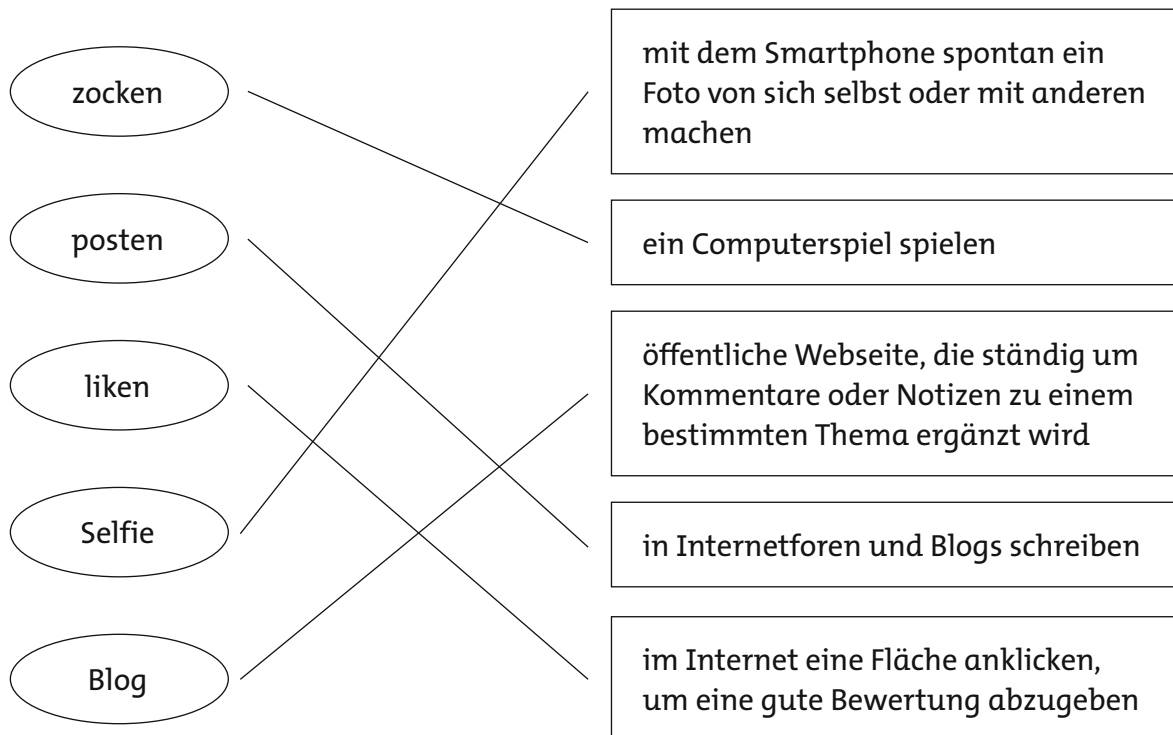 zocken
posten
liken
Selfie
Blog
mit dem Smartphone spontan ein
Foto von sich selbst oder mit anderen
machen
ein Computerspiel spielen
öffentliche Webseite, die ständig um
Kommentare oder Notizen zu einem
bestimmten Thema ergänzt wird
in Internetforen und Blogs schreiben
im Internet eine Fläche anklicken,
um eine gute Bewertung abzugeben